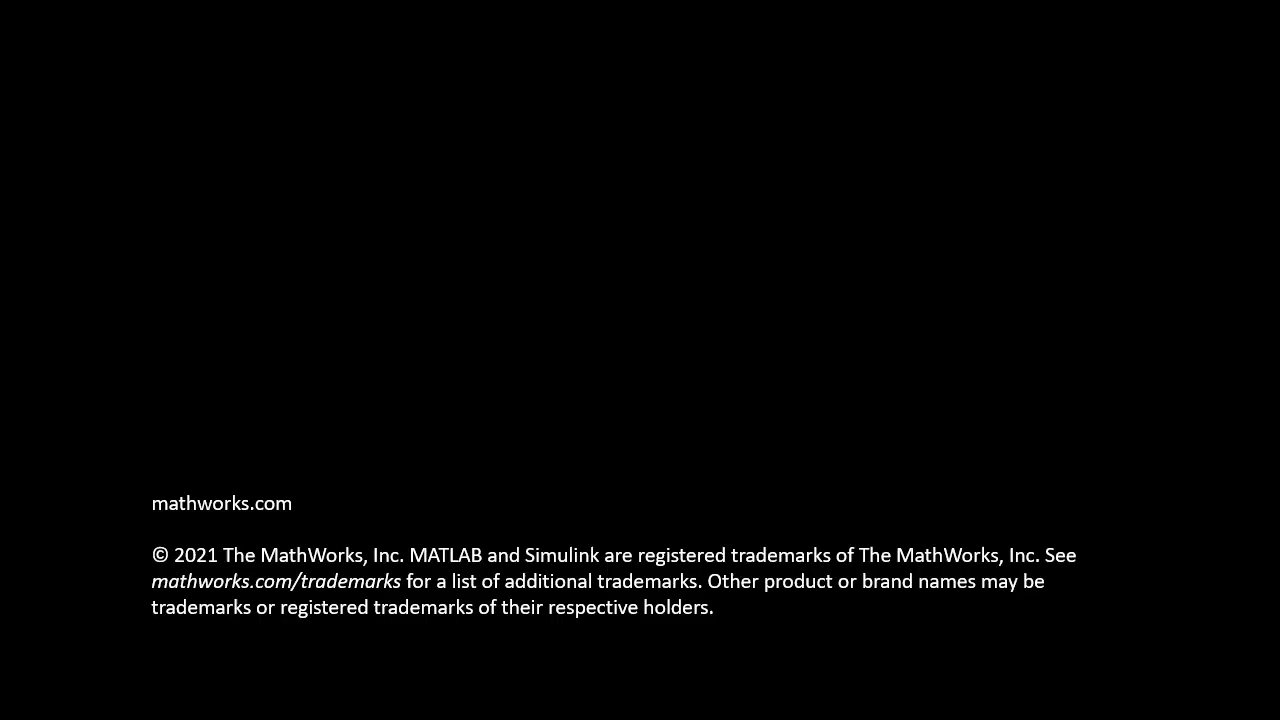 mathworks.com
© 2021 The MathWorks, Inc. MATLAB and Simulink are registered trademarks of The MathWorks, Inc. See
mathworks.com/trademarks for a list of additional trademarks. Other product or brand names may be
trademarks or registered trademarks of their respective holders.